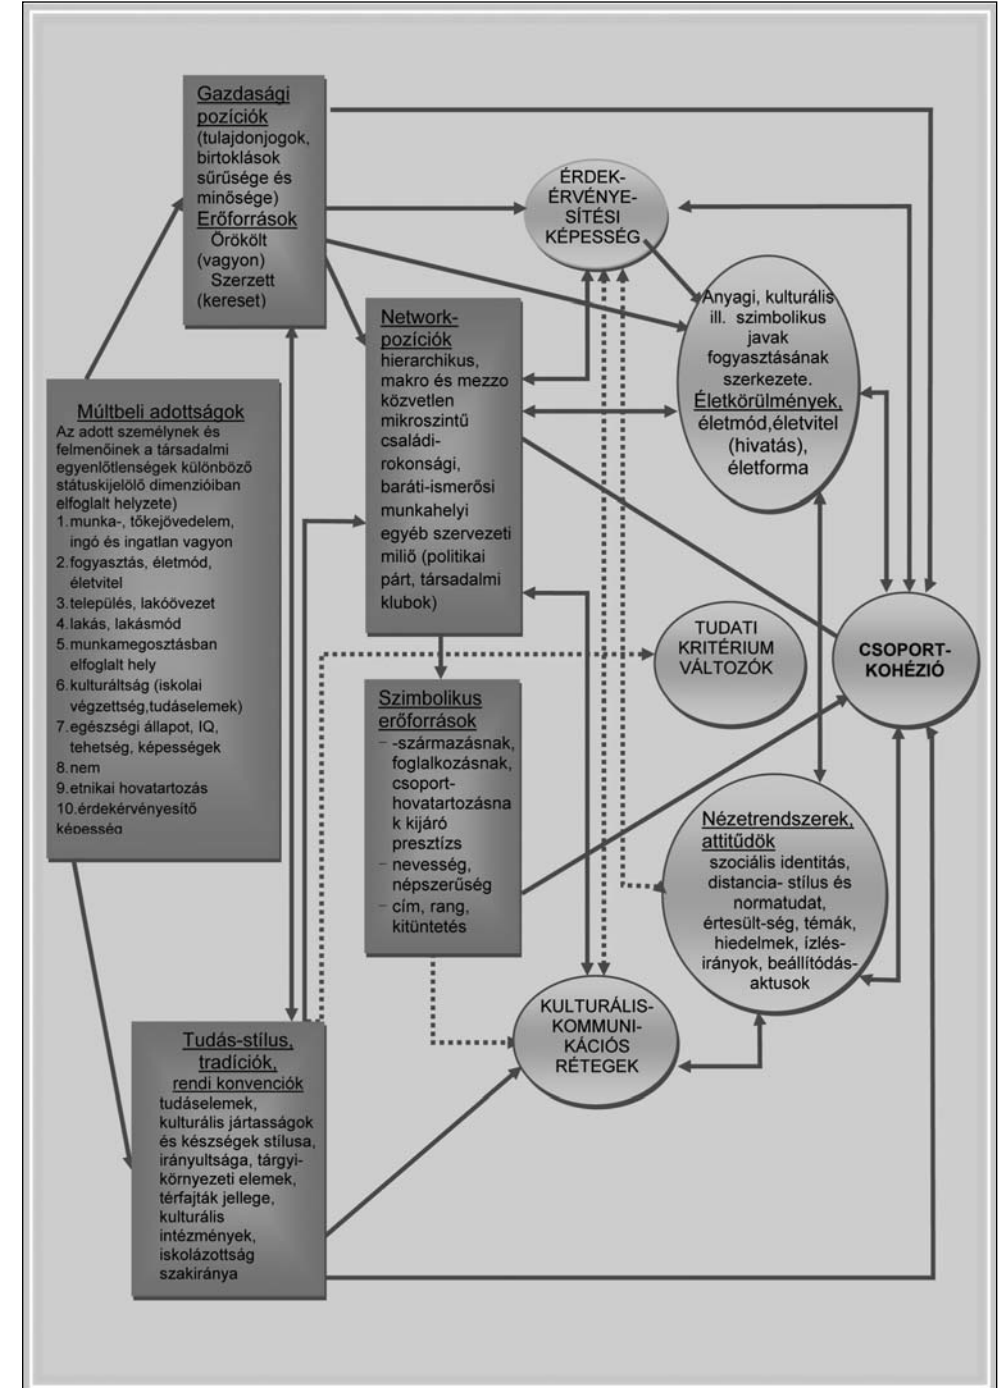 Gazdasági
pozíciók
(tulajdonjogok,
birtoklások
sűrűsége és
minősége)
Erőforrások
Örökölt
(vagyon)
Szerzett
(kereset)
ÉRDEK-
ÉRVÉNYE-
SÍTÉSI
KÉPESSÉG
Network-
pozíciók
hierarchikus,
makro és mezzo
közvetlen
mikroszintű
családi-
rokonsági,
baráti-ismerősi
munkahelyi
egyéb szervezeti
miliő (politikai
párt, társadalmi
klubok)
Anyagi, kulturális
ill. szimbolikus
javak
fogyasztásának
szerkezete.
Életkörülmények,
életmód,életvitel
(hivatás),
életforma
Múltbeli adottságok
Az adott személynek és
felmenőinek a társadalmi
egyenlőtlenségek különböző
státuskijelölő dimenzióiban
elfoglalt helyzete)
1.munka-, tőkejövedelem,
ingó és ingatlan vagyon
2.fogyasztás, életmód,
életvitel
3.település, lakóövezet
4.lakás, lakásmód
5.munkamegosztásban
elfoglalt hely
6.kulturáltság (iskolai
végzettség,tudáselemek)
7.egészségi állapot, IQ,
tehetség, képességek
8.nem
9.etnikai hovatartozás
10.érdekérvényesítő
képesség
TUDATI
KRITÉRIUM
VÁLTOZÓK
CSOPORT-
KOHÉZIÓ
Szimbolikus
erőforrások
– -származásnak,
foglalkozásnak,
csoport-
hovatartozásna
k kijáró
presztízs
– nevesség,
népszerűség
– cím, rang,
kitüntetés
Nézetrendszerek,
attitűdök
szociális identitás,
distancia- stílus és
normatudat,
értesült-ség, témák,
hiedelmek, ízlés-
irányok, beállítódás-
aktusok
KULTURÁLIS-
KOMMUNI-
KÁCIÓS
RÉTEGEK
Tudás-stílus,
tradíciók,
rendi konvenciók
tudáselemek,
kulturális jártasságok
és készségek stílusa,
irányultsága, tárgyi-
környezeti elemek,
térfajták jellege,
kulturális
intézmények,
iskolázottság
szakiránya